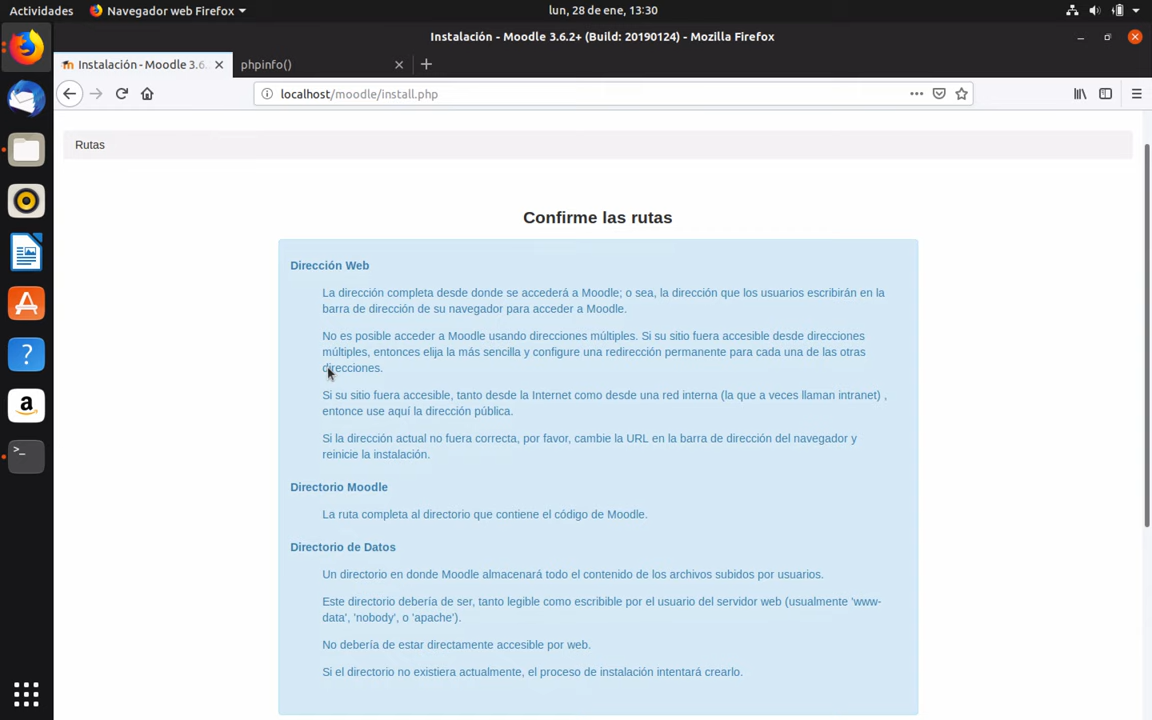 Actividades
Navegador web Firefox
lun, 28 de ene, 13:30
Instalación - Moodle 3.6.2+ (Build: 20190124) - Mozilla Firefox
Instalación - Moodle 3.6.
phpinfo()
localhost/moodle/install.php
Rutas
Confirme las rutas
Dirección Web
La dirección completa desde donde se accederá a Moodle; o sea, la dirección que los usuarios escribirán en la
barra de dirección de su navegador para acceder a Moodle.
No es posible acceder a Moodle usando direcciones múltiples. Si su sitio fuera accesible desde direcciones
múltiples, entonces elija la más sencilla y configure una redirección permanente para cada una de las otras
direcciones.
Si su sitio fuera accesible, tanto desde la Internet como desde una red interna (la que a veces llaman intranet) ,
entonce use aquí la dirección pública.
Si la dirección actual no fuera correcta, por favor, cambie la URL en la barra de dirección del navegador y
reinicie la instalación.
Directorio Moodle
La ruta completa al directorio que contiene el código de Moodle.
Directorio de Datos
Un directorio en donde Moodle almacenará todo el contenido de los archivos subidos por usuarios.
Este directorio debería de ser, tanto legible como escribible por el usuario del servidor web (usualmente 'www-
data', 'nobody', o 'apache').
No debería de estar directamente accesible por web.
Si el directorio no existiera actualmente, el proceso de instalación intentará crearlo.